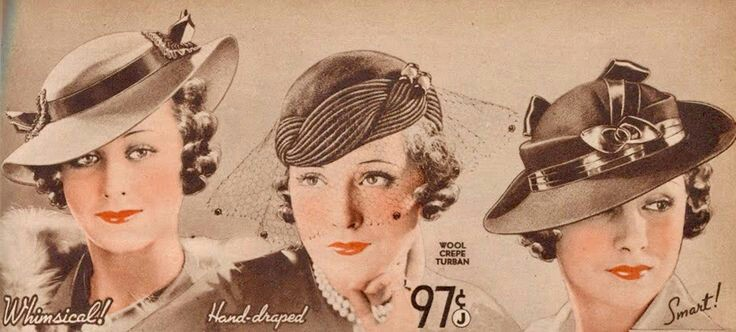 Whimsical!
Hand-draped
WOOL
CREPE
TURBAN
97¢
J
Smart!